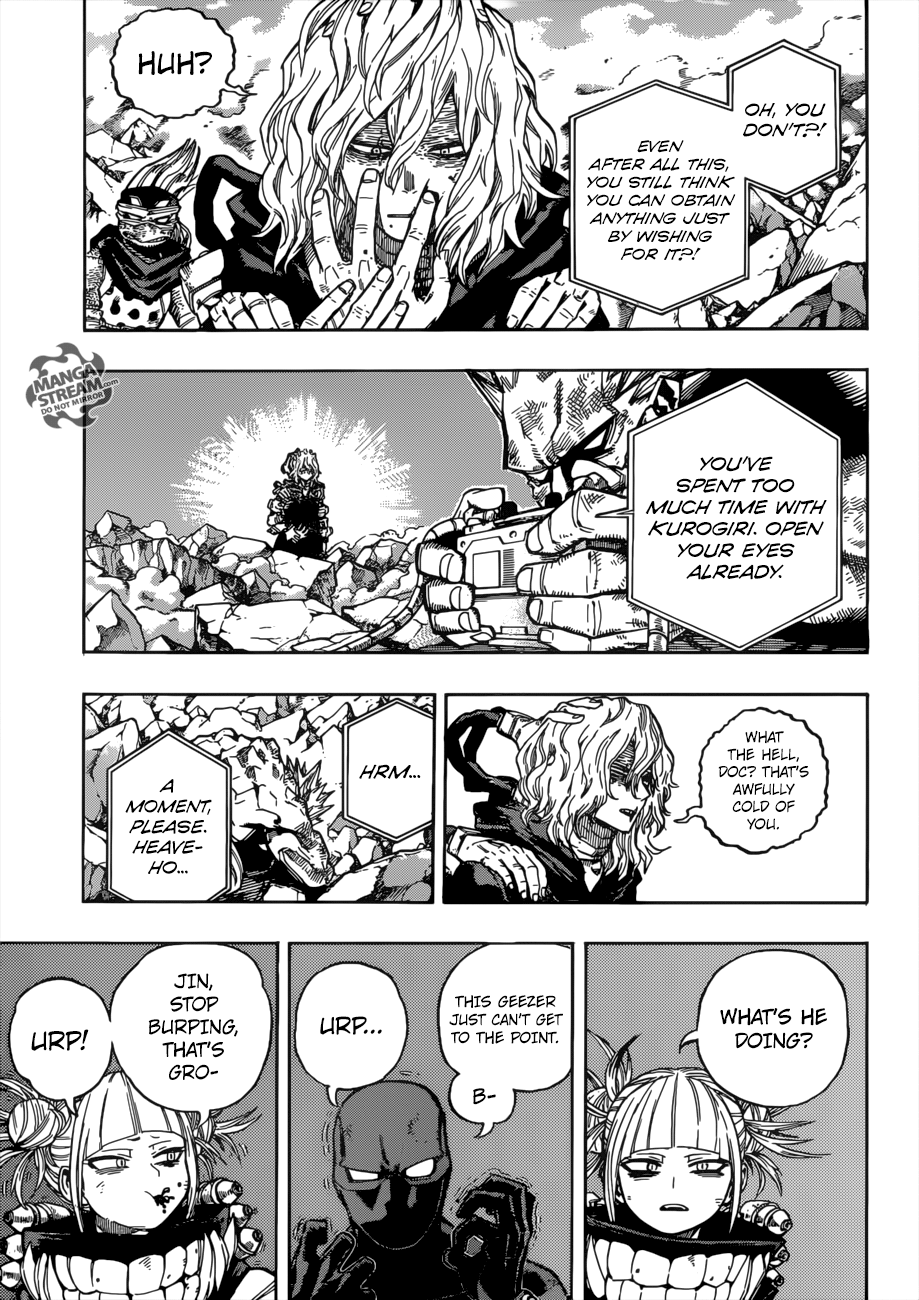 OH, YOU
DON'T?!
EVEN
AFTER ALL THIS,
YOU STILL THINK
YOU CAN OBTAIN
ANYTHING JUST
BY WISHING
FOR IT?!
HUH?
YOU'VE
SPENT TOO
MUCH TIME WITH
KUROGIRI. OPEN
YOUR EYES
ALREADY.
MANGA
STREAM.com
DO NOT MIRROR
WHAT
THE HELL,
DOC? THAT'S
AWFULLY
COLD OF
YOU.
HRM...
A
MOMENT,
PLEASE.
HEAVE-
HO...
WHAT'S HE
DOING?
THIS GEEZER
JUST CAN'T GET
TO THE POINT.
B-
URP...
JIN,
STOP
BURPING,
THAT'S
GRO-
URP!